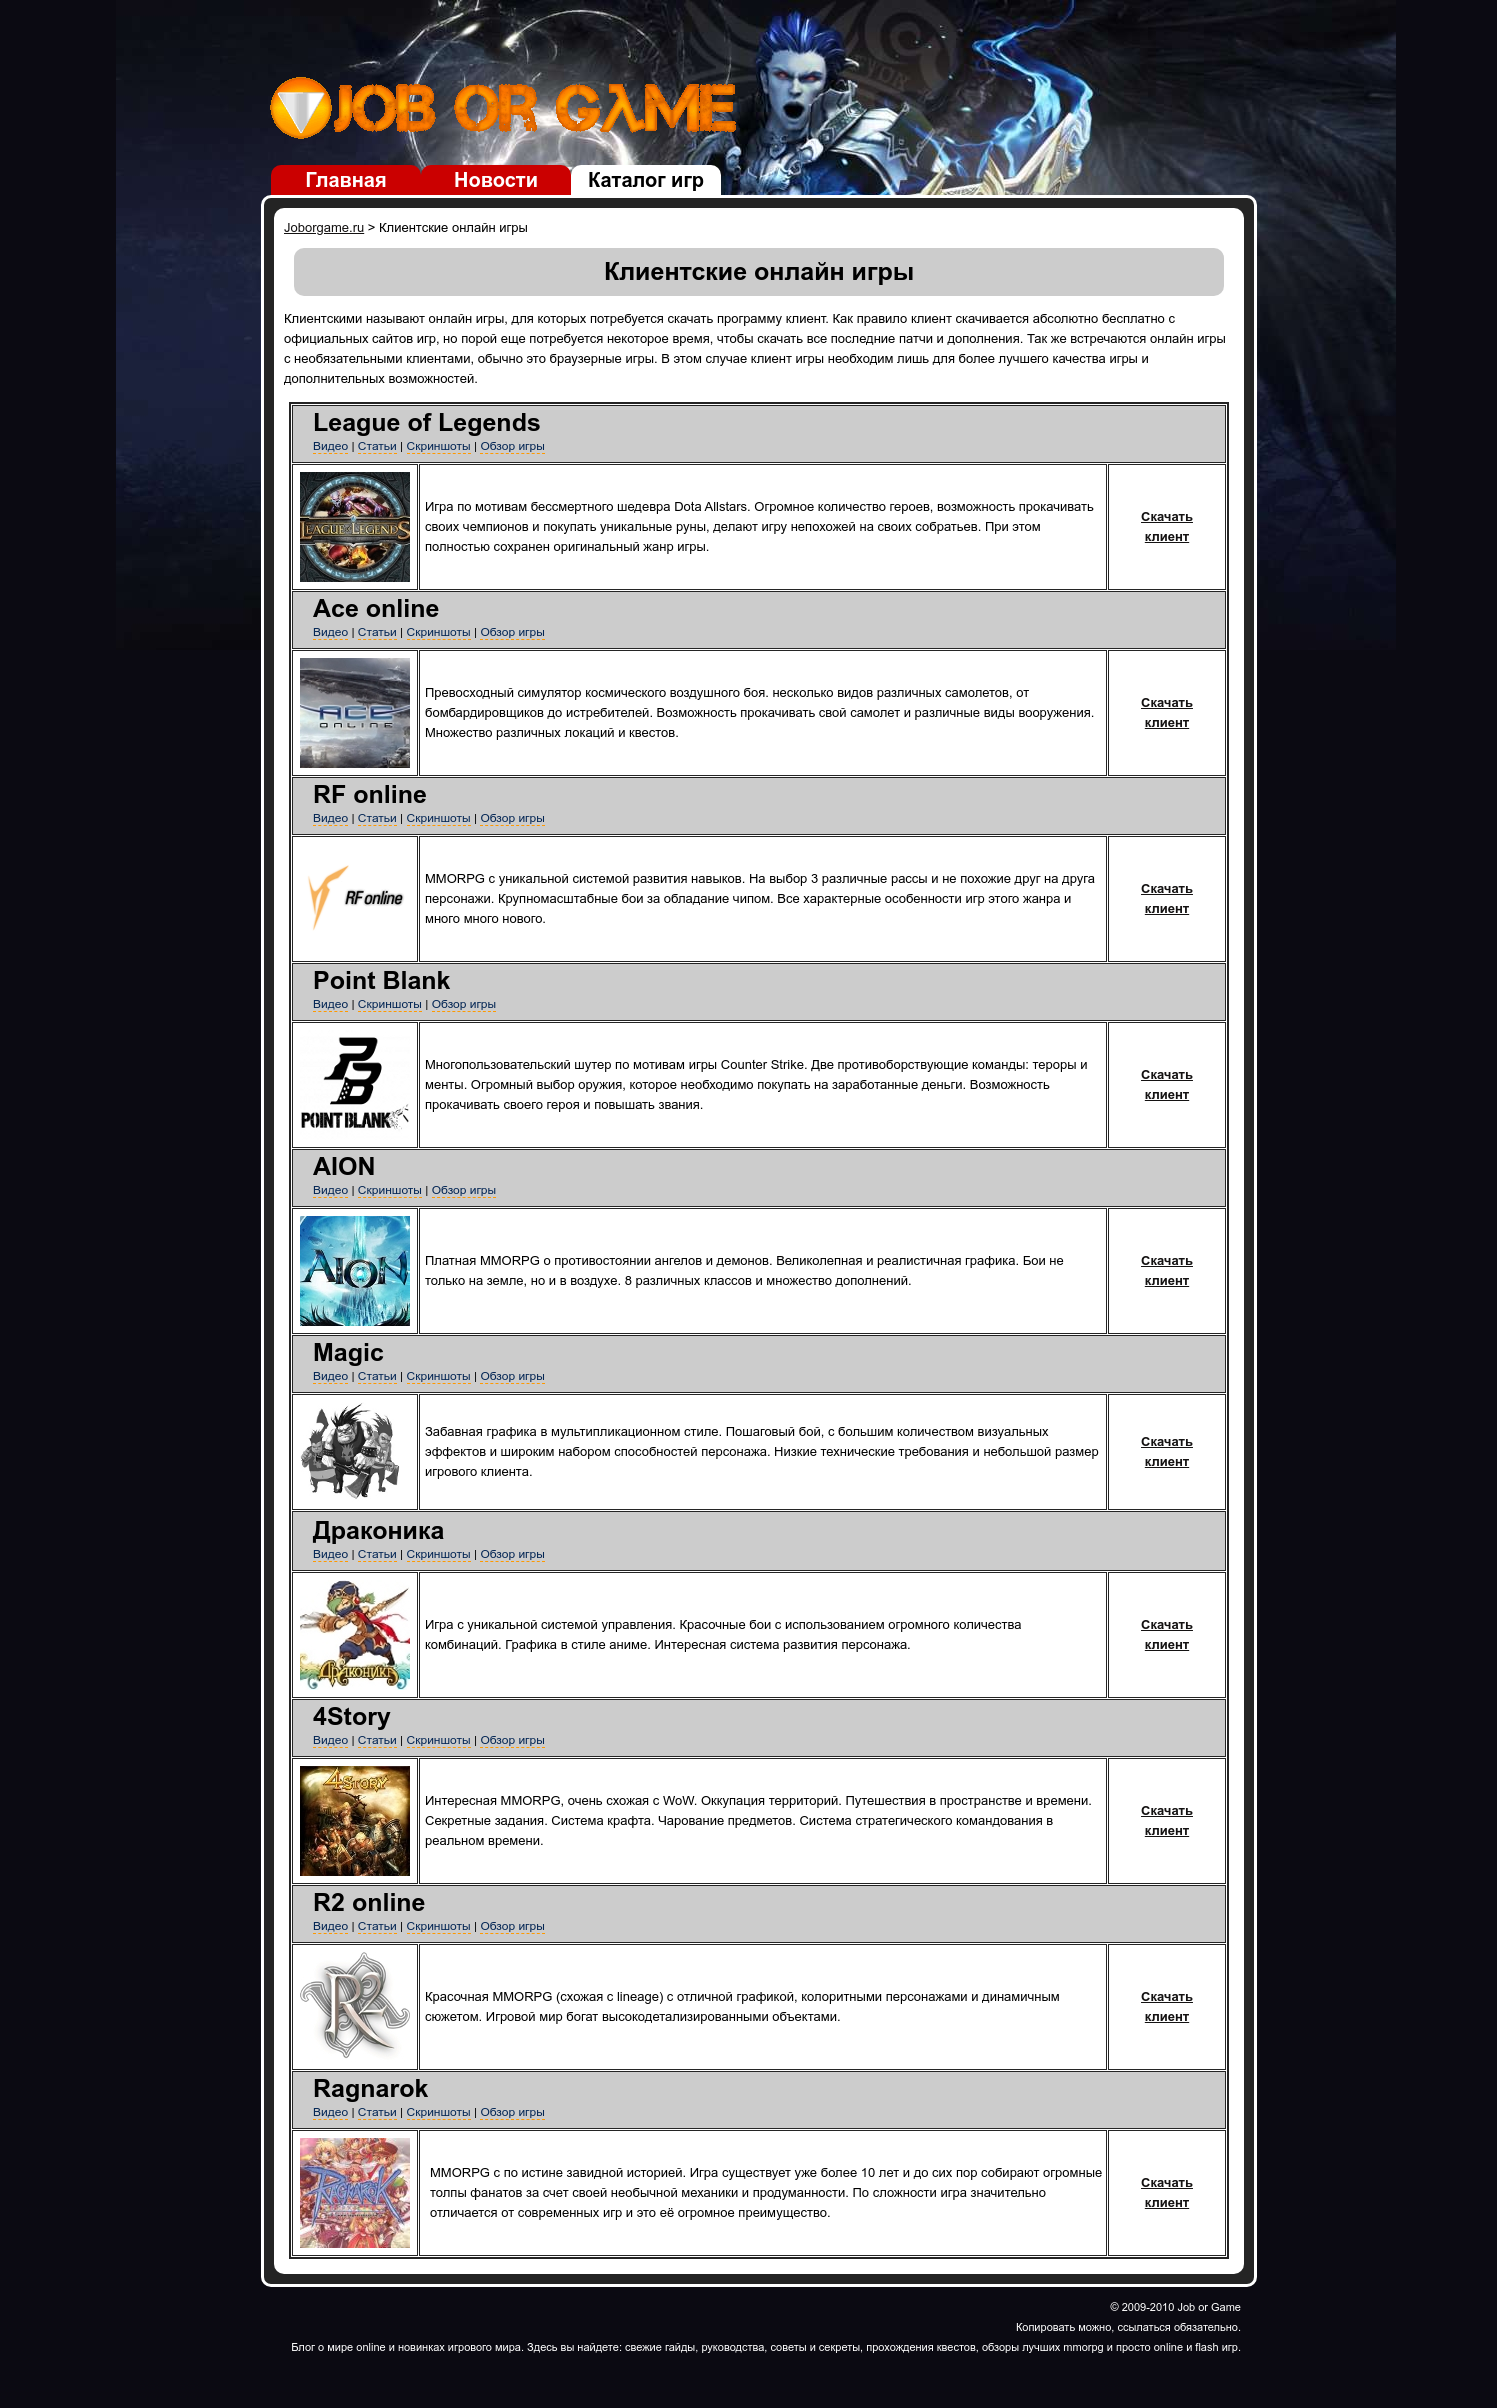 JOB OR GAME
Главная Новости Каталог игр
Joborgame.ru > Клиентские онлайн игры
Клиентские онлайн игры
Клиентскими называют онлайн игры, для которых потребуется скачать программу клиент. Как правило клиент скачивается абсолютно бесплатно с
официальных сайтов игр, но порой еще потребуется некоторое время, чтобы скачать все последние патчи и дополнения. Так же встречаются онлайн игры
с необязательными клиентами, обычно это браузерные игры. В этом случае клиент игры необходим лишь для более лучшего качества игры и
дополнительных возможностей.
League of Legends
Видео | Статьи | Скриншоты | Обзор игры
LEAGUE of LEGENDS
Игра по мотивам бессмертного шедевра Dota Allstars. Огромное количество героев, возможность прокачивать
своих чемпионов и покупать уникальные руны, делают игру непохожей на своих собратьев. При этом
полностью сохранен оригинальный жанр игры.
Скачать
клиент
Ace online
Видео | Статьи | Скриншоты | Обзор игры
ACE
ONLINE
Превосходный симулятор космического воздушного боя. несколько видов различных самолетов, от
бомбардировщиков до истребителей. Возможность прокачивать свой самолет и различные виды вооружения.
Множество различных локаций и квестов.
Скачать
клиент
RF online
Видео | Статьи | Скриншоты | Обзор игры
RF online
MMORPG с уникальной системой развития навыков. На выбор 3 различные рассы и не похожие друг на друга
персонажи. Крупномасштабные бои за обладание чипом. Все характерные особенности игр этого жанра и
много много нового.
Скачать
клиент
Point Blank
Видео | Скриншоты | Обзор игры
PB
POINT BLANK
Многопользовательский шутер по мотивам игры Counter Strike. Две противоборствующие команды: тероры и
менты. Огромный выбор оружия, которое необходимо покупать на заработанные деньги. Возможность
прокачивать своего героя и повышать звания.
Скачать
клиент
AION
Видео | Скриншоты | Обзор игры
AION
Платная MMORPG о противостоянии ангелов и демонов. Великолепная и реалистичная графика. Бои не
только на земле, но и в воздухе. 8 различных классов и множество дополнений.
Скачать
клиент
Magic
Видео | Статьи | Скриншоты | Обзор игры
Забавная графика в мультипликационном стиле. Пошаговый бой, с большим количеством визуальных
эффектов и широким набором способностей персонажа. Низкие технические требования и небольшой размер
игрового клиента.
Скачать
клиент
Драконика
Видео | Статьи | Скриншоты | Обзор игры
ДРАКОНИКА
Игра с уникальной системой управления. Красочные бои с использованием огромного количества
комбинаций. Графика в стиле аниме. Интересная система развития персонажа.
Скачать
клиент
4Story
Видео | Статьи | Скриншоты | Обзор игры
4STORY
Интересная MMORPG, очень схожая с WoW. Оккупация территорий. Путешествия в пространстве и времени.
Секретные задания. Система крафта. Чарование предметов. Система стратегического командования в
реальном времени.
Скачать
клиент
R2 online
Видео | Статьи | Скриншоты | Обзор игры
R2
Красочная MMORPG (схожая с lineage) с отличной графикой, колоритными персонажами и динамичным
сюжетом. Игровой мир богат высокодетализированными объектами.
Скачать
клиент
Ragnarok
Видео | Статьи | Скриншоты | Обзор игры
RAGNAROK
MMORPG с по истине завидной историей. Игра существует уже более 10 лет и до сих пор собирают огромные
толпы фанатов за счет своей необычной механики и продуманности. По сложности игра значительно
отличается от современных игр и это её огромное преимущество.
Скачать
клиент
© 2009-2010 Job or Game
Копировать можно, ссылаться обязательно.
Блог о мире online и новинках игрового мира. Здесь вы найдете: свежие гайды, руководства, советы и секреты, прохождения квестов, обзоры лучших mmorpg и просто online и flash игр.